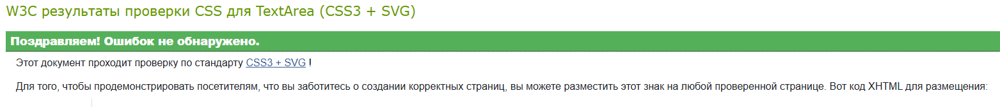 W3C результаты проверки CSS для TextArea (CSS3 + SVG)
Поздравляем! Ошибок не обнаружено.
Этот документ проходит проверку по стандарту CSS3 + SVG !
Для того, чтобы продемонстрировать посетителям, что вы заботитесь о создании корректных страниц, вы можете разместить этот знак на любой проверенной странице. Вот код XHTML для размещения: